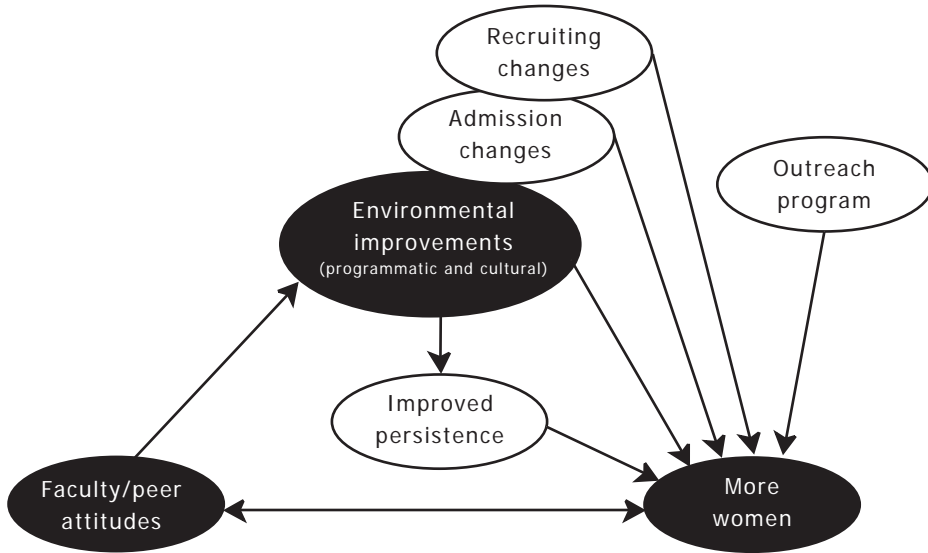 Recruiting
changes
Admission
changes
Outreach
program
Environmental
improvements
(programmatic and cultural)
Improved
persistence
Faculty/peer
attitudes
More
women